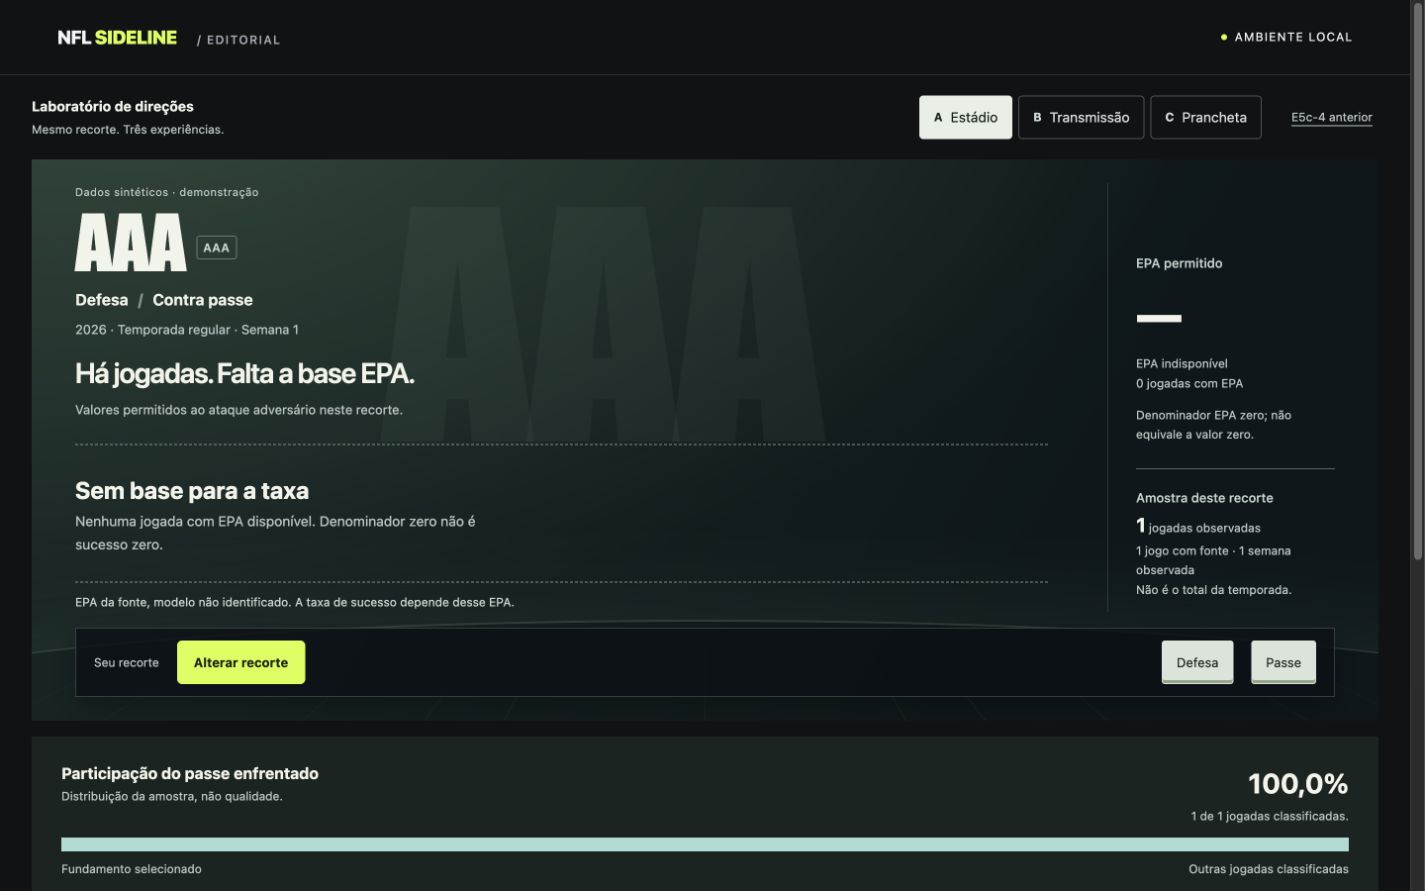 NFL SIDELINE / EDITORIAL
AMBIENTE LOCAL
Laboratório de direções
Mesmo recorte. Três experiências.
A Estádio
B Transmissão
C Prancheta
E5c-4 anterior
Dados sintéticos · demonstração
AAA
AAA
AAA
Defesa / Contra passe
2026 · Temporada regular · Semana 1
Há jogadas. Falta a base EPA.
Valores permitidos ao ataque adversário neste recorte.
Sem base para a taxa
Nenhuma jogada com EPA disponível. Denominador zero não é
sucesso zero.
EPA da fonte, modelo não identificado. A taxa de sucesso depende desse EPA.
EPA permitido
—
EPA indisponível
0 jogadas com EPA
Denominador EPA zero; não
equivale a valor zero.
Amostra deste recorte
1 jogadas observadas
1 jogo com fonte · 1 semana
observada
Não é o total da temporada.
Seu recorte
Alterar recorte
Defesa
Passe
Participação do passe enfrentado
Distribuição da amostra, não qualidade.
100,0%
1 de 1 jogadas classificadas.
Fundamento selecionado
Outras jogadas classificadas